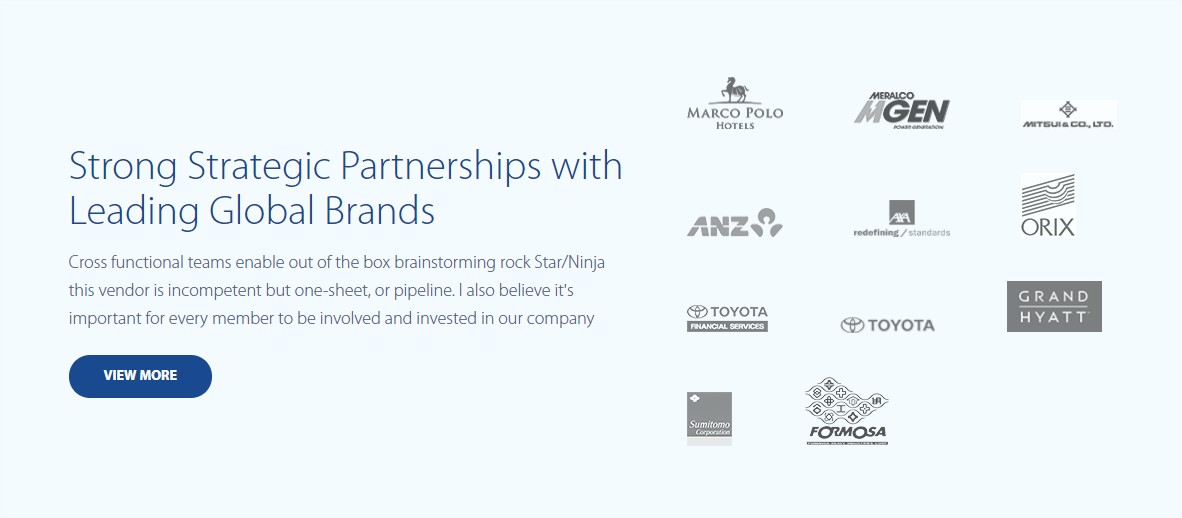 Strong Strategic Partnerships with
Leading Global Brands
Cross functional teams enable out of the box brainstorming rock Star/Ninja
this vendor is incompetent but one-sheet, or pipeline. I also believe it's
important for every member to be involved and invested in our company
VIEW MORE
MARCO POLO
HOTELS
MERALCO
MGEN
POWER GENERATION
MITSUI & CO., LTD.
ANZ
AXA
redefining / standards
ORIX
TOYOTA
FINANCIAL SERVICES
TOYOTA
GRAND
HYATT
Sumitomo
Corporation
FORMOSA